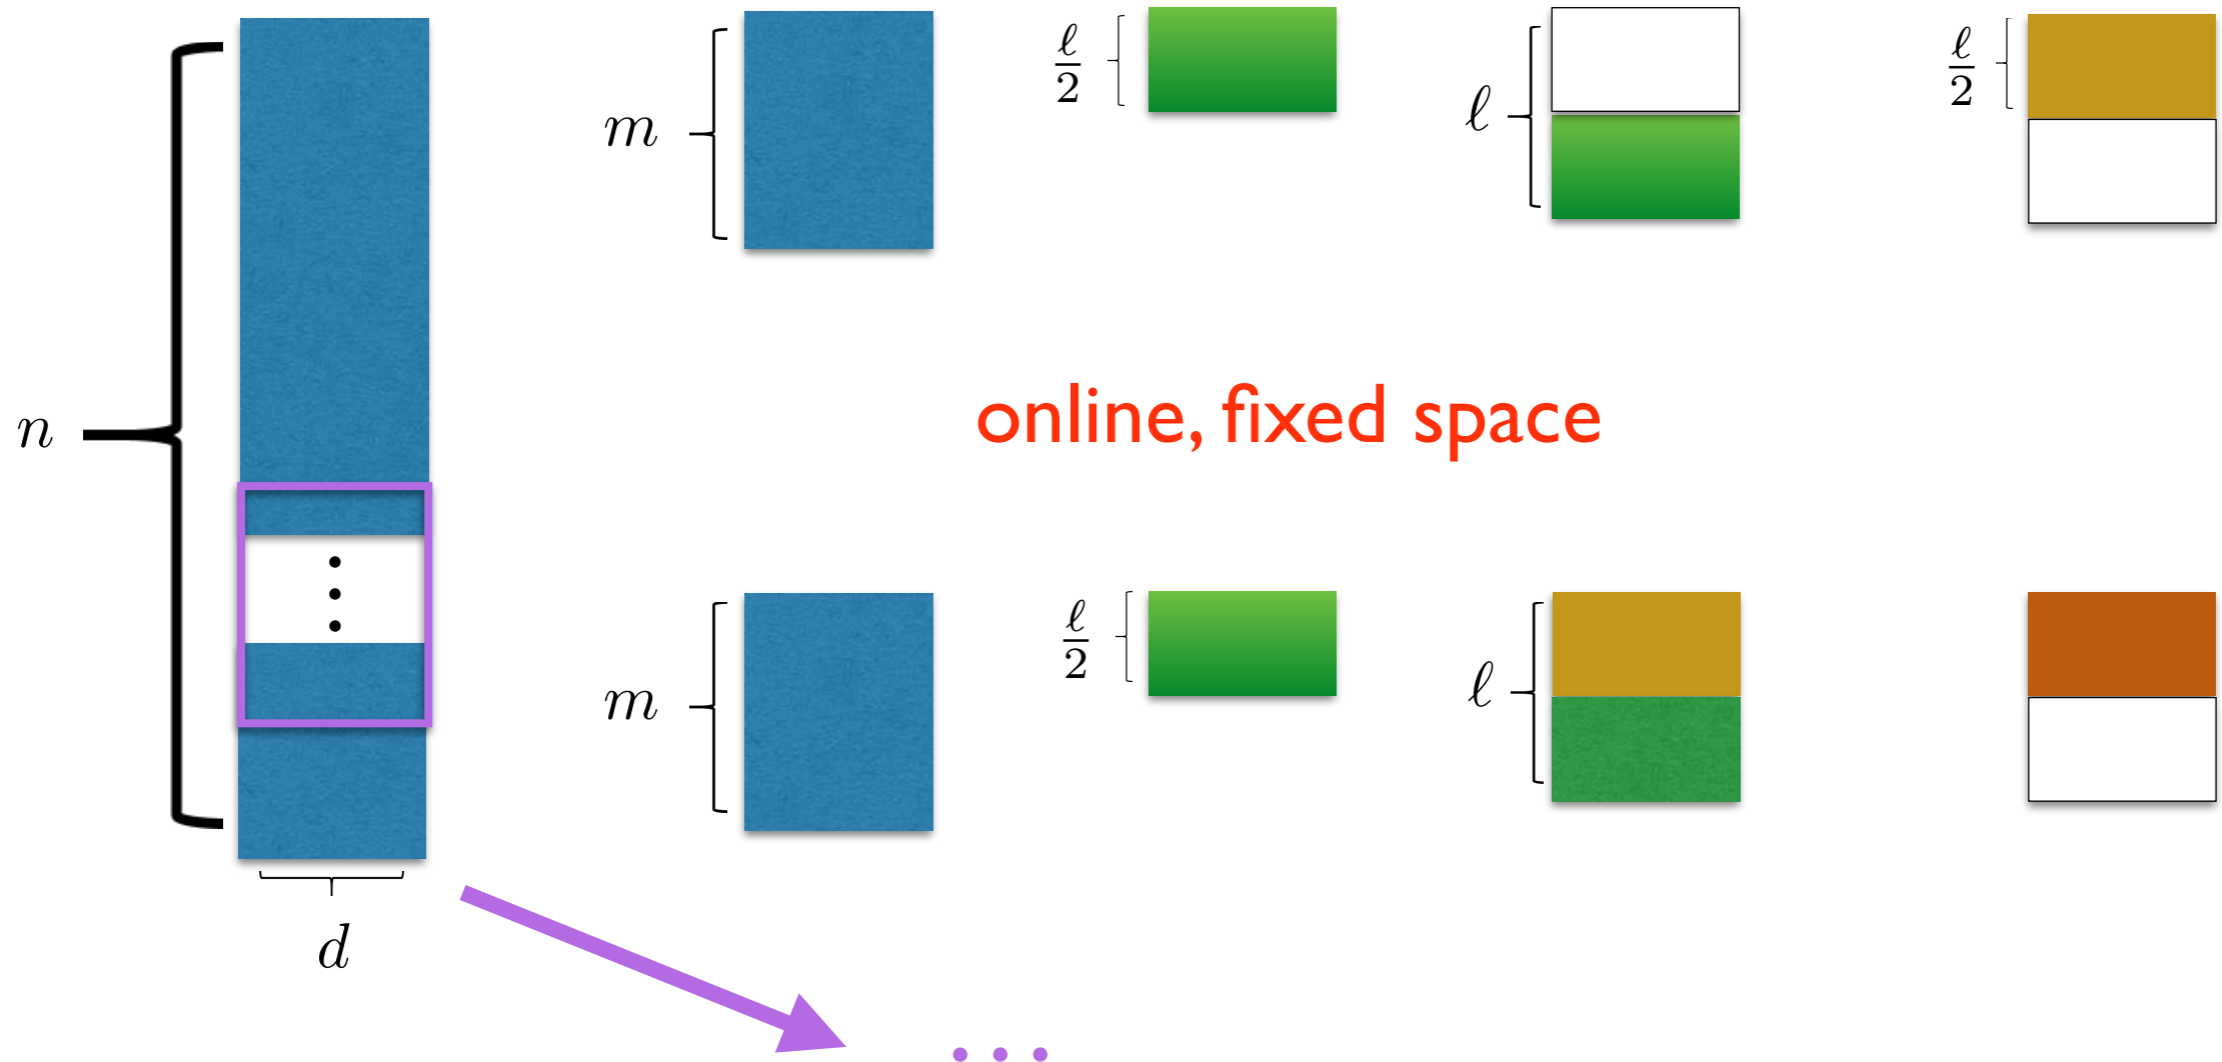 m
ℓ/2
ℓ
ℓ/2
n
online, fixed space
m
ℓ/2
ℓ
d
...